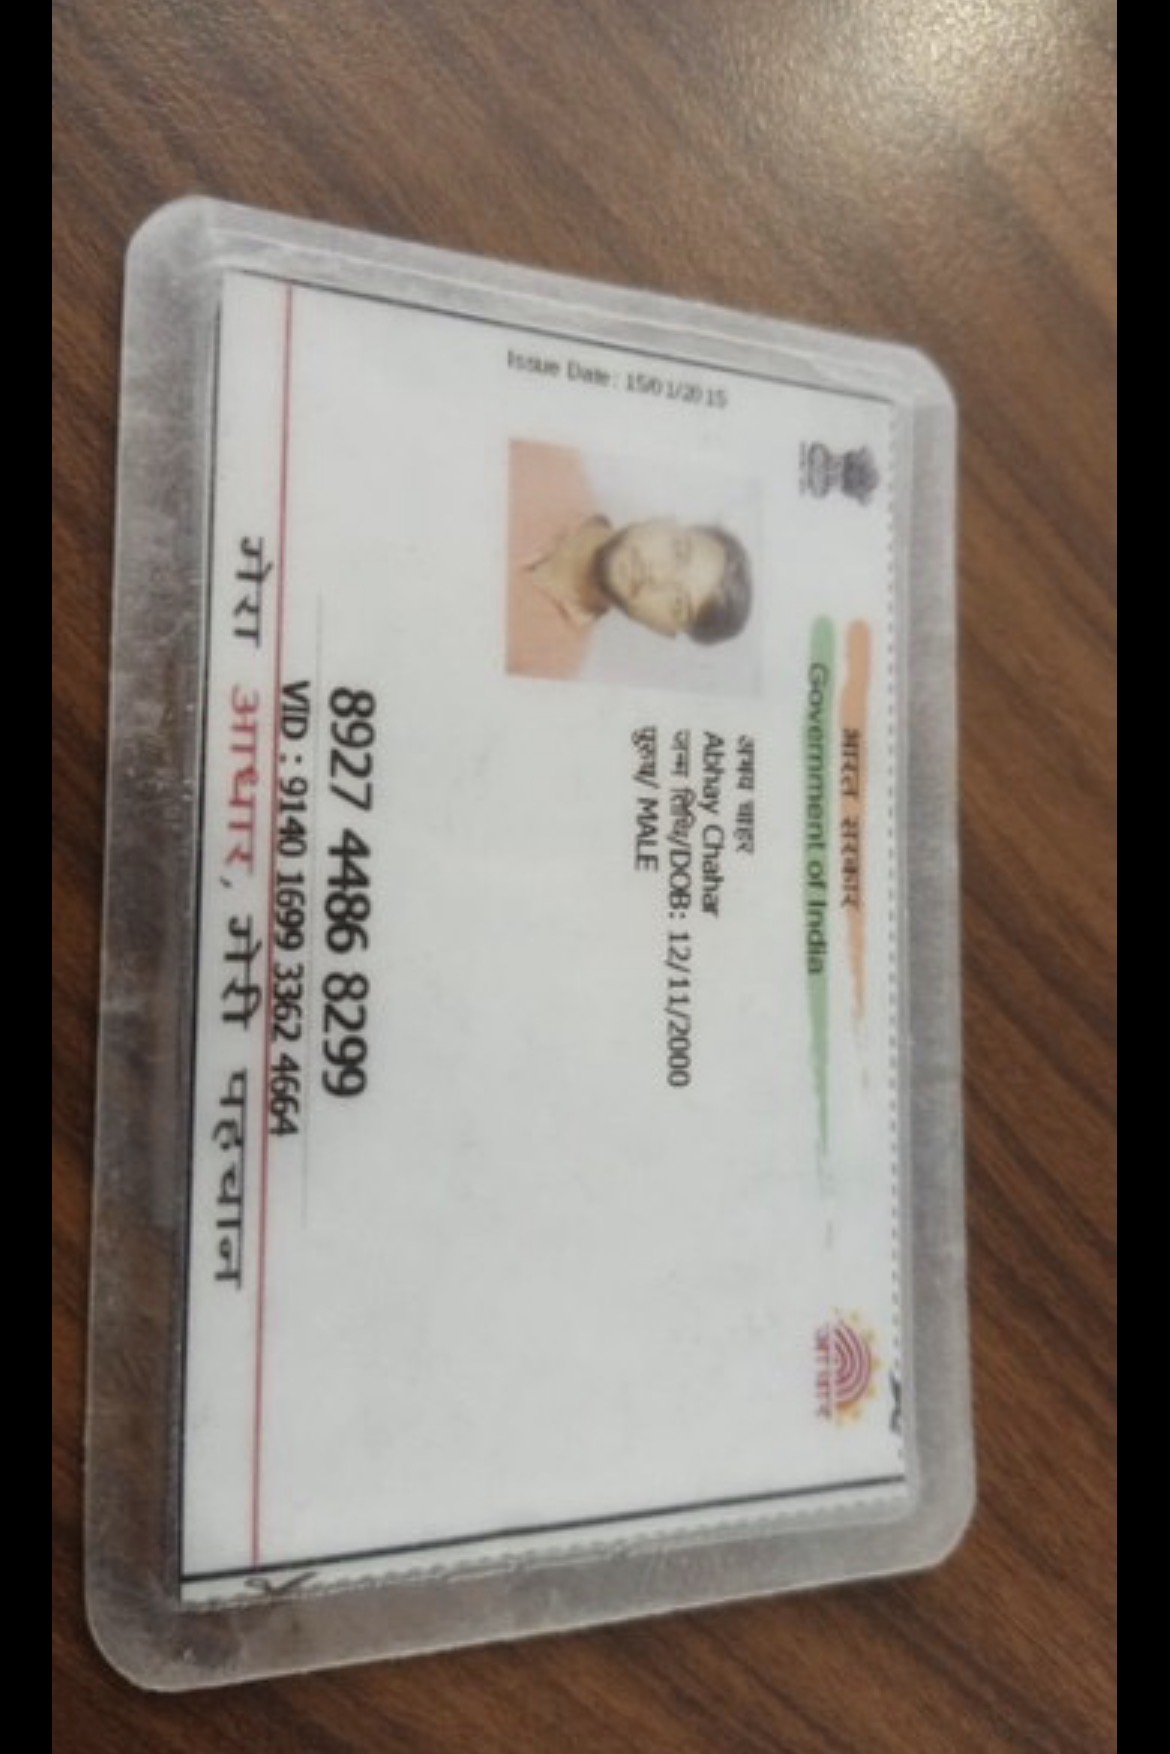 भारत सरकार
Government of India
Issue Date: 15/01/2015
अभय चाहर
Abhay Chahar
जन्म तिथि/DOB: 12/11/2000
पुरुष/ MALE
8927 4486 8299
VID : 9140 1699 3362 4664
मेरा आधार, मेरी पहचान
आधार